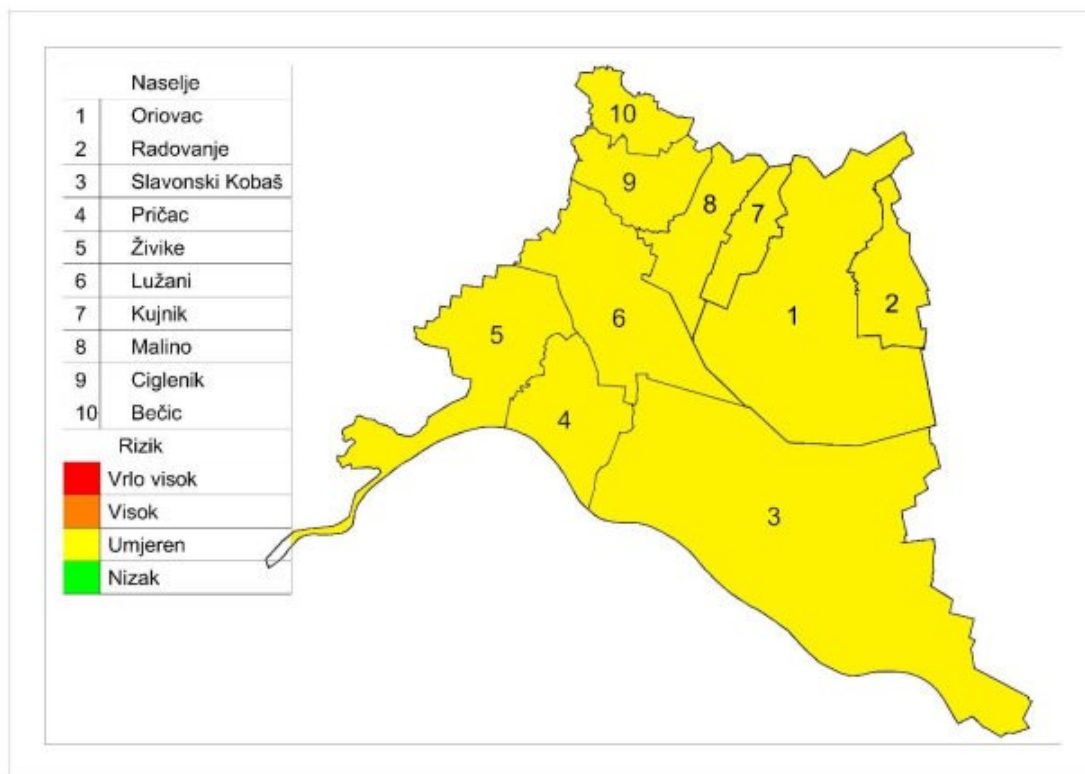 Naselje
1 Oriovac
2 Radovanje
3 Slavonski Kobaš
4 Pričac
5 Živike
6 Lužani
7 Kujnik
8 Malino
9 Ciglenik
10 Bečic
Rizik
Vrlo visok
Visok
Umjeren
Nizak
10
9
8
7
1
2
6
5
4
3